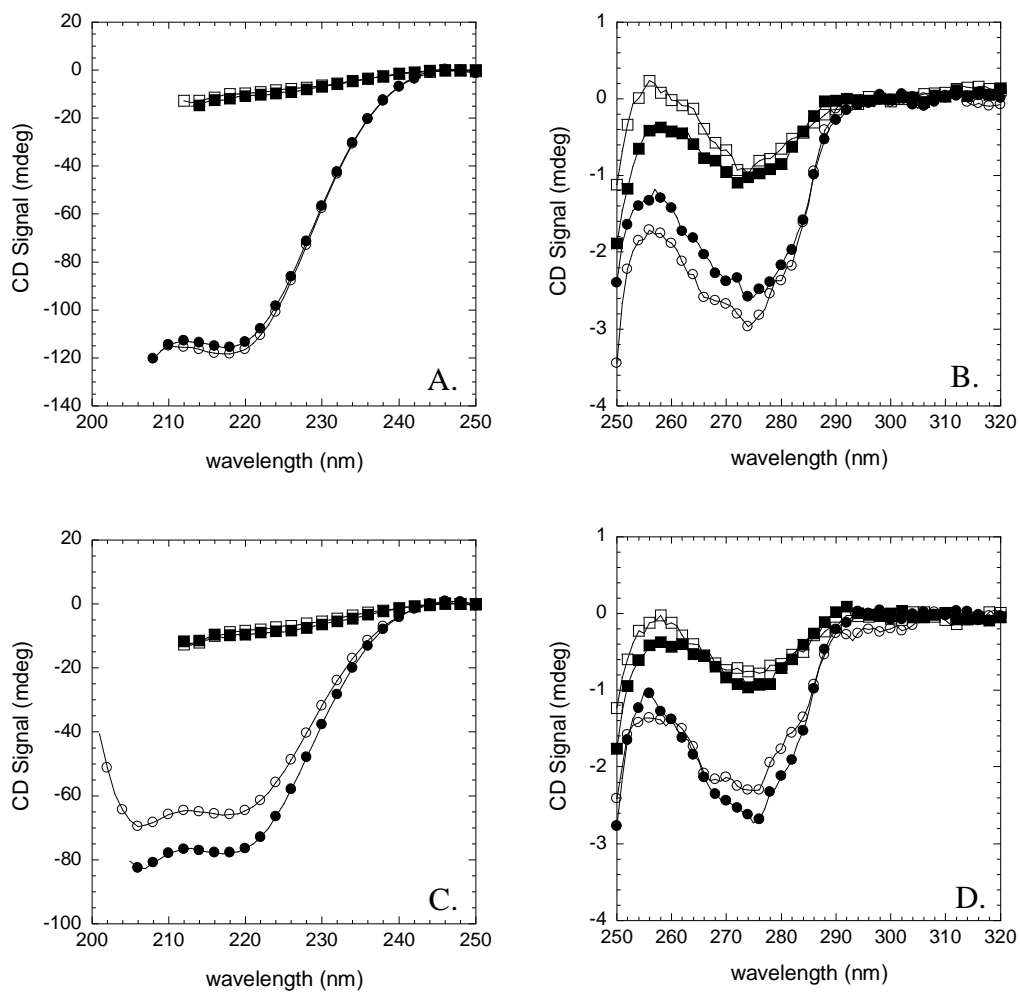 20
0
-20
-40
-60
-80
-100
-120
-140
200 210 220 230 240 250
CD Signal (mdeg)
wavelength (nm)
A.
1
0
-1
-2
-3
-4
250 260 270 280 290 300 310 320
CD Signal (mdeg)
wavelength (nm)
B.
20
0
-20
-40
-60
-80
-100
200 210 220 230 240 250
CD Signal (mdeg)
wavelength (nm)
C.
1
0
-1
-2
-3
-4
250 260 270 280 290 300 310 320
CD Signal (mdeg)
wavelength (nm)
D.